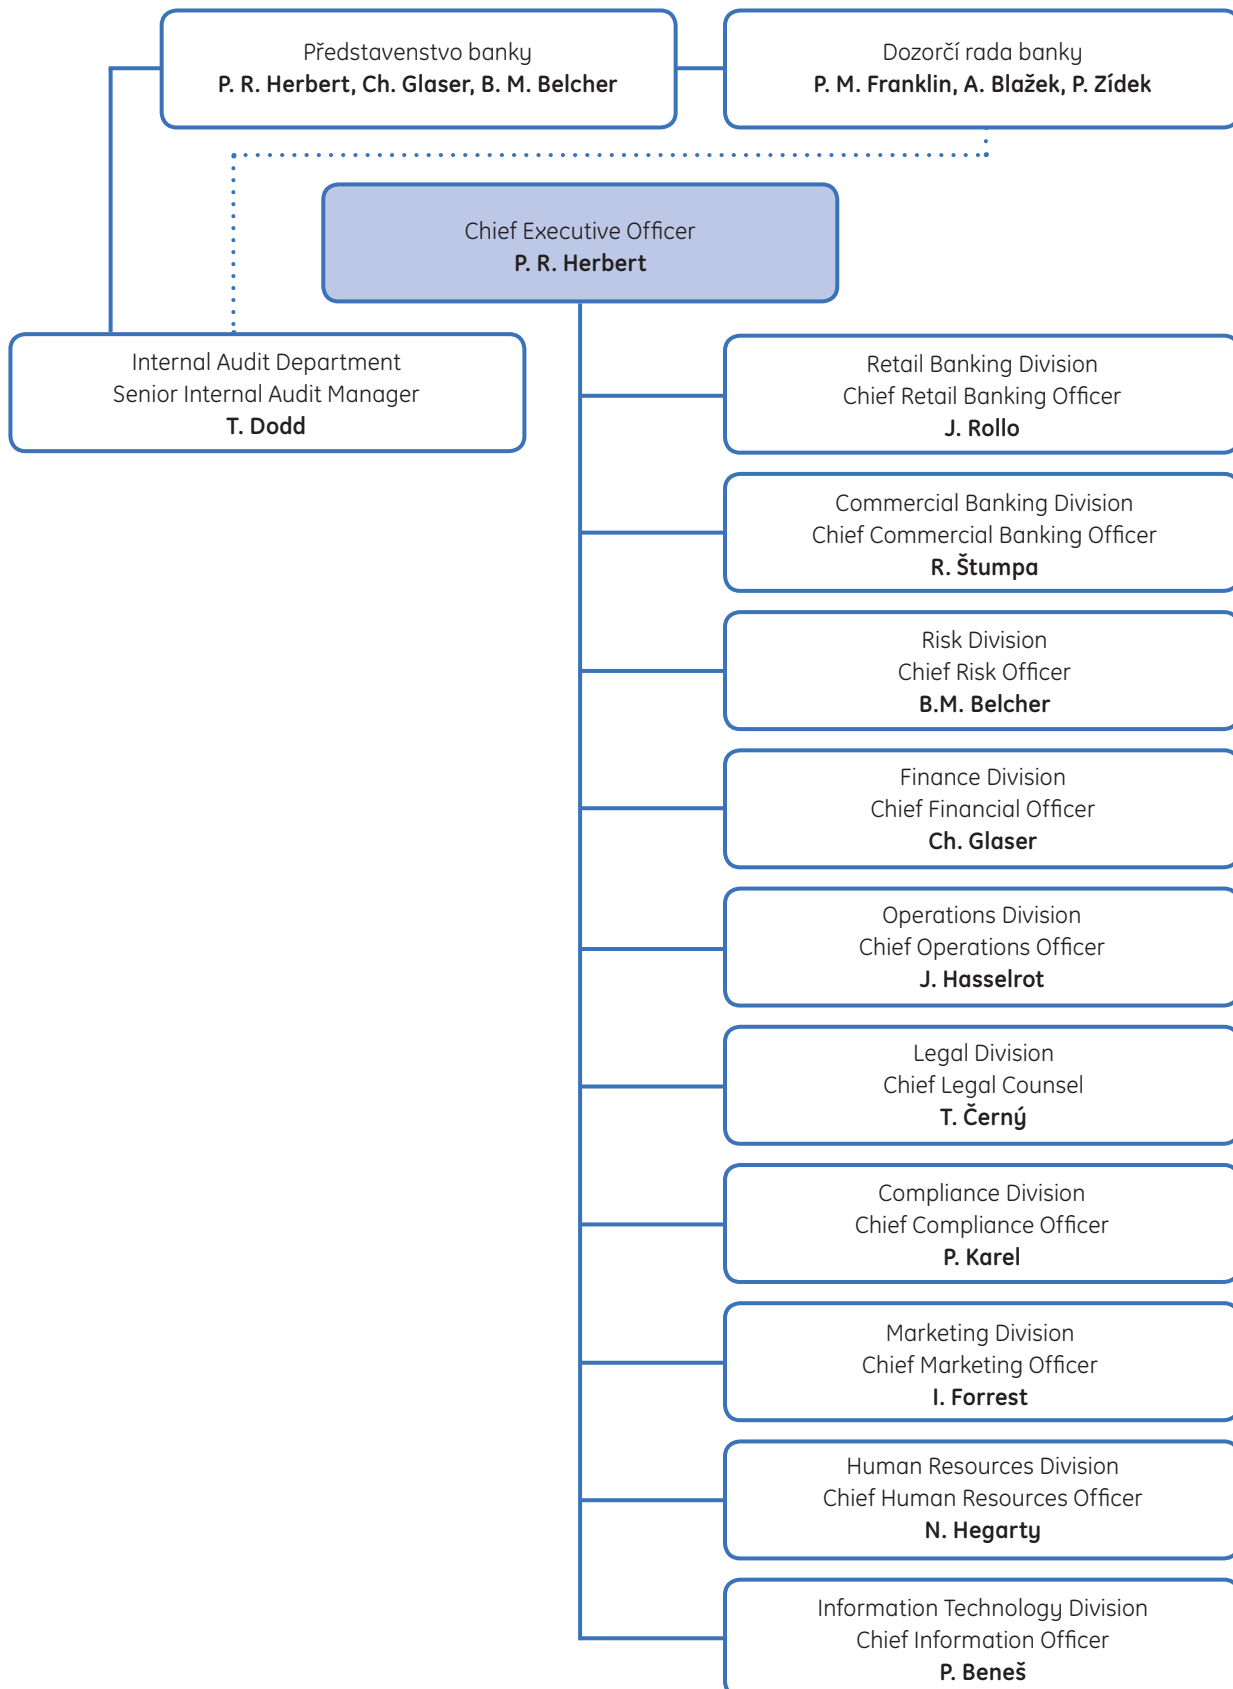 Představenstvo banky
P. R. Herbert, Ch. Glaser, B. M. Belcher
Dozorčí rada banky
P. M. Franklin, A. Blažek, P. Zídek
Chief Executive Officer
P. R. Herbert
Internal Audit Department
Senior Internal Audit Manager
T. Dodd
Retail Banking Division
Chief Retail Banking Officer
J. Rollo
Commercial Banking Division
Chief Commercial Banking Officer
R. Štumpa
Risk Division
Chief Risk Officer
B.M. Belcher
Finance Division
Chief Financial Officer
Ch. Glaser
Operations Division
Chief Operations Officer
J. Hasselrot
Legal Division
Chief Legal Counsel
T. Černý
Compliance Division
Chief Compliance Officer
P. Karel
Marketing Division
Chief Marketing Officer
I. Forrest
Human Resources Division
Chief Human Resources Officer
N. Hegarty
Information Technology Division
Chief Information Officer
P. Beneš